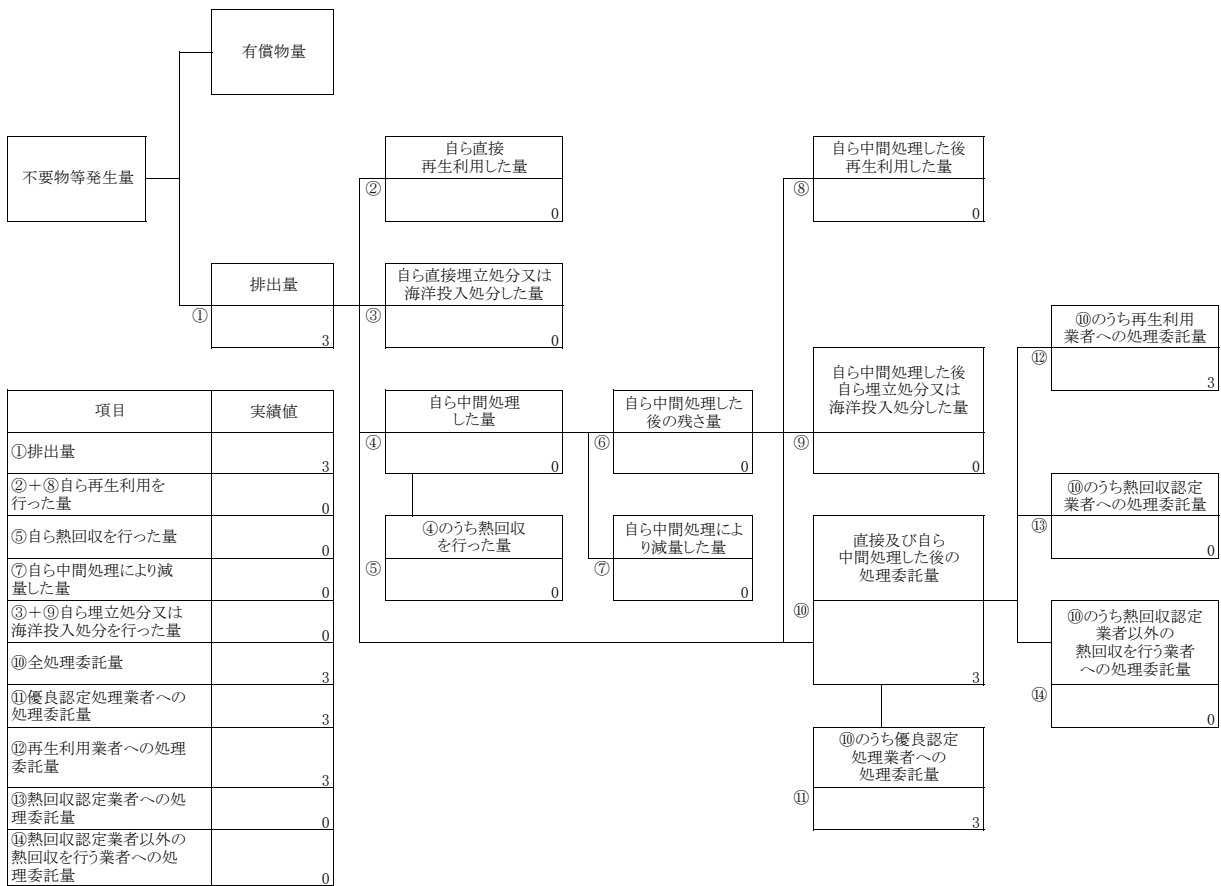 有償物量
不要物等発生量
排出量
①
3
自ら直接
再生利用した量
②
0
自ら直接埋立処分又は
海洋投入処分した量
③
0
自ら中間処理
した量
④
0
④のうち熱回収
を行った量
⑤
0
自ら中間処理した
後の残さ量
⑥
0
自ら中間処理によ
り減量した量
⑦
0
自ら中間処理した後
再生利用した量
⑧
0
自ら中間処理した後
自ら埋立処分又は
海洋投入処分した量
⑨
0
直接及び自ら
中間処理した後の
処理委託量
⑩
3
⑩のうち優良認定
処理業者への
処理委託量
⑪
3
⑩のうち再生利用
業者への処理委託量
⑫
3
⑩のうち熱回収認定
業者への処理委託量
⑬
0
⑩のうち熱回収認定
業者以外の
熱回収を行う業者
への処理委託量
⑭
0
項目 実績値
①排出量
3
②+⑧自ら再生利用を
行った量
0
⑤自ら熱回収を行った量
0
⑦自ら中間処理により減
量した量
0
③+⑨自ら埋立処分又は
海洋投入処分を行った量
0
⑩全処理委託量
3
⑪優良認定処理業者への
処理委託量
3
⑫再生利用業者への処理
委託量
3
⑬熱回収認定業者への処
理委託量
0
⑭熱回収認定業者以外の
熱回収を行う業者への処
理委託量
0